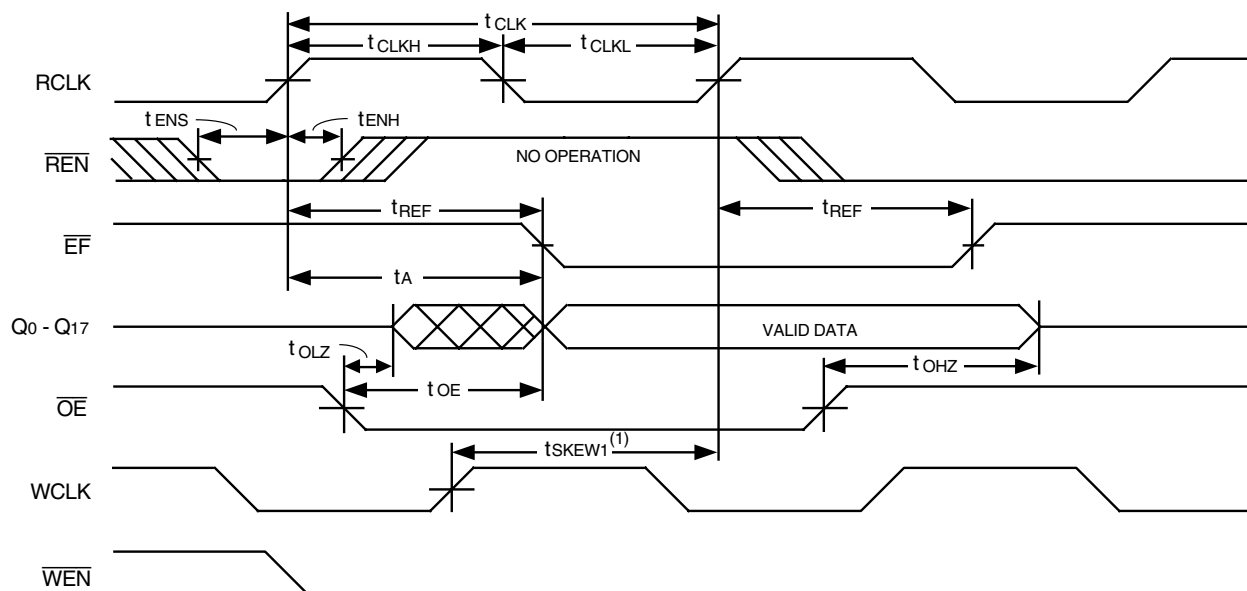 tCLK
tCLKH
tCLKL
RCLK
tENS
tENH
REN
NO OPERATION
tREF
tREF
EF
tA
Q0 - Q17
VALID DATA
tOLZ
tOHZ
tOE
OE
tSKEW1(1)
WCLK
WEN